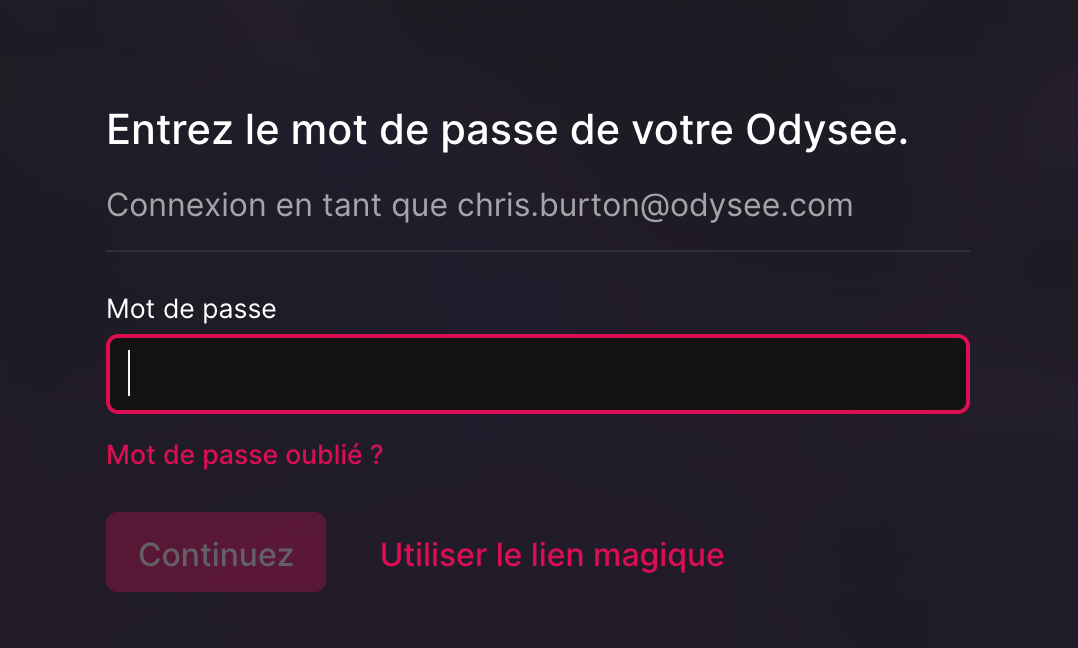 Entrez le mot de passe de votre Odysee.
Connexion en tant que chris.burton@odysee.com
Mot de passe
Mot de passe oublié ?
Continuez
Utiliser le lien magique